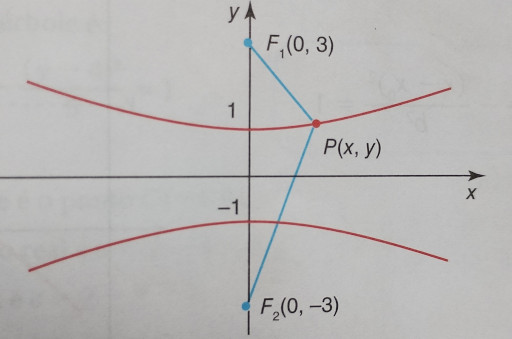 y
F₁(0, 3)
1
P(x, y)
x
–1
F₂(0, –3)